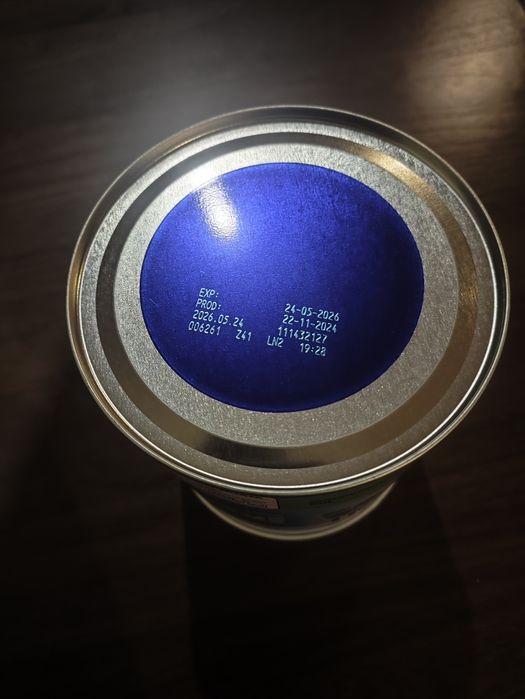 EXP: 24-05-2026
PROD: 22-11-2024
2026.05.24 111432127
006261 Z41 LN2 19:28